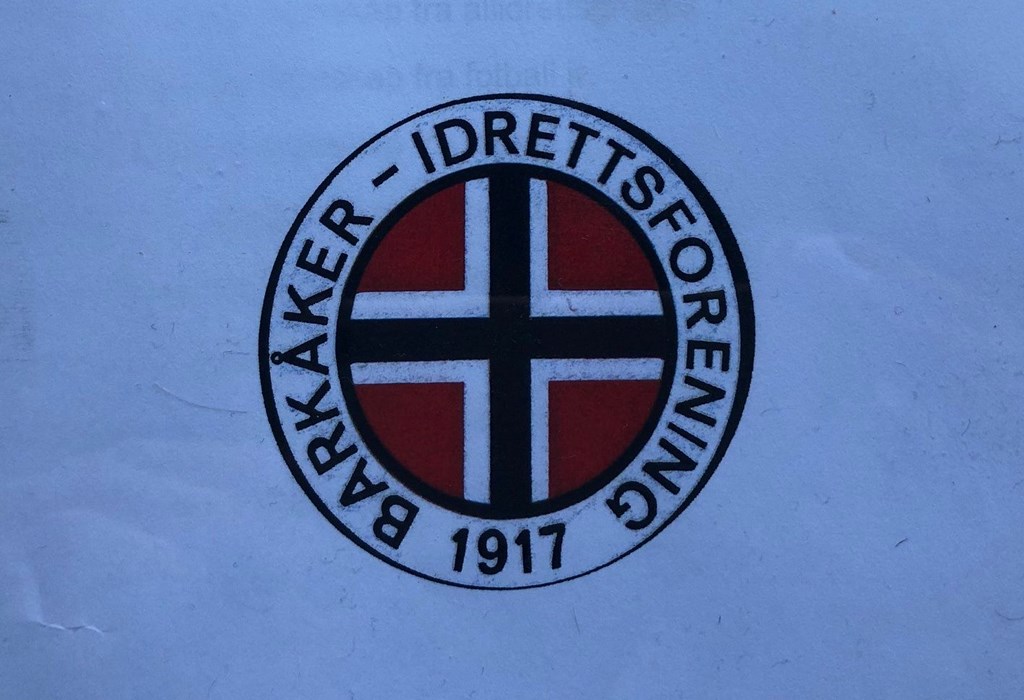 BARKÅKER - IDRETTSFORENING
1917